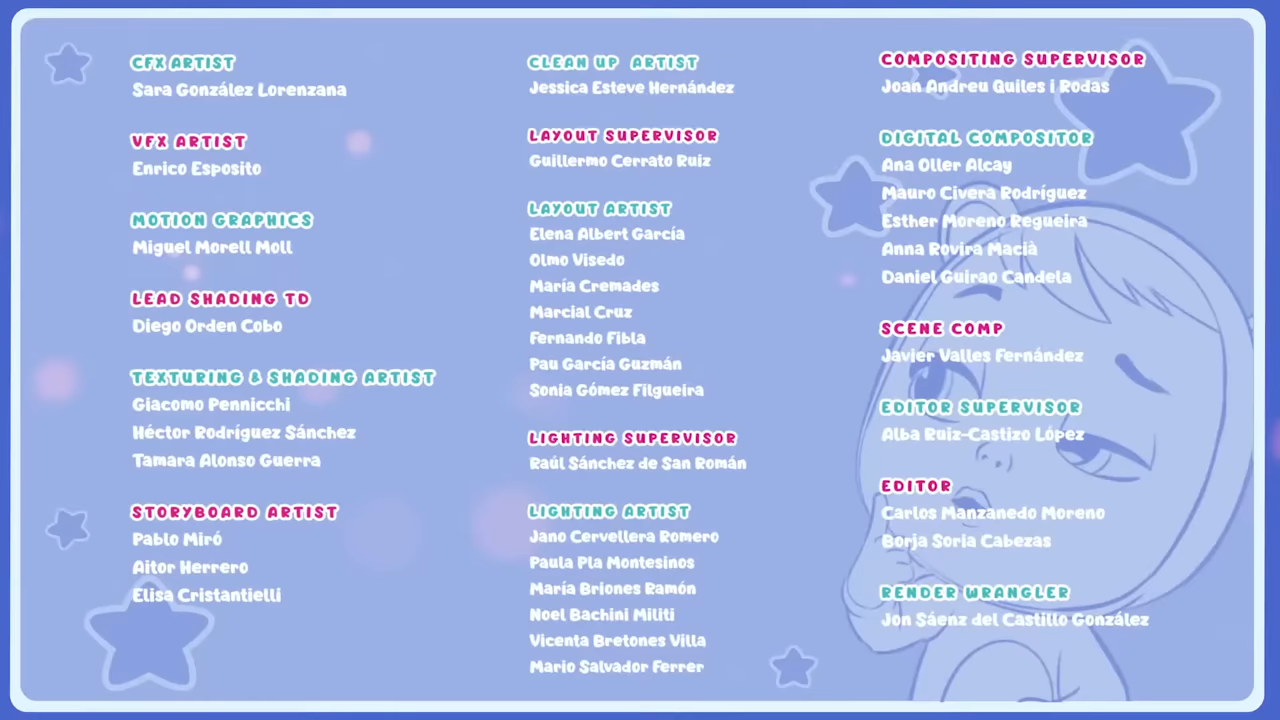 CFX ARTIST
Sara González Lorenzana
VFX ARTIST
Enrico Esposito
MOTION GRAPHICS
Miguel Morell Moll
LEAD SHADING TD
Diego Orden Cobo
TEXTURING & SHADING ARTIST
Giacomo Pennicchi
Héctor Rodríguez Sánchez
Tamara Alonso Guerra
STORYBOARD ARTIST
Pablo Miró
Aitor Herrero
Elisa Cristantielli
CLEAN UP ARTIST
Jessica Esteve Hernández
LAYOUT SUPERVISOR
Guillermo Cerrato Ruiz
LAYOUT ARTIST
Elena Albert García
Olmo Visedo
María Cremades
Marcial Cruz
Fernando Fibla
Pau García Guzmán
Sonia Gómez Filgueira
LIGHTING SUPERVISOR
Raúl Sánchez de San Román
LIGHTING ARTIST
Jano Cervellera Romero
Paula Pla Montesinos
María Briones Ramón
Noel Bachini Militi
Vicenta Bretones Villa
Mario Salvador Ferrer
COMPOSITING SUPERVISOR
Joan Andreu Quiles i Rodas
DIGITAL COMPOSITOR
Ana Oller Alcay
Mauro Civera Rodríguez
Esther Moreno Regueira
Anna Rovira Macià
Daniel Guirao Candela
SCENE COMP
Javier Valles Fernández
EDITOR SUPERVISOR
Alba Ruiz-Castizo López
EDITOR
Carlos Manzanedo Moreno
Borja Soria Cabezas
RENDER WRANGLER
Jon Sáenz del Castillo González